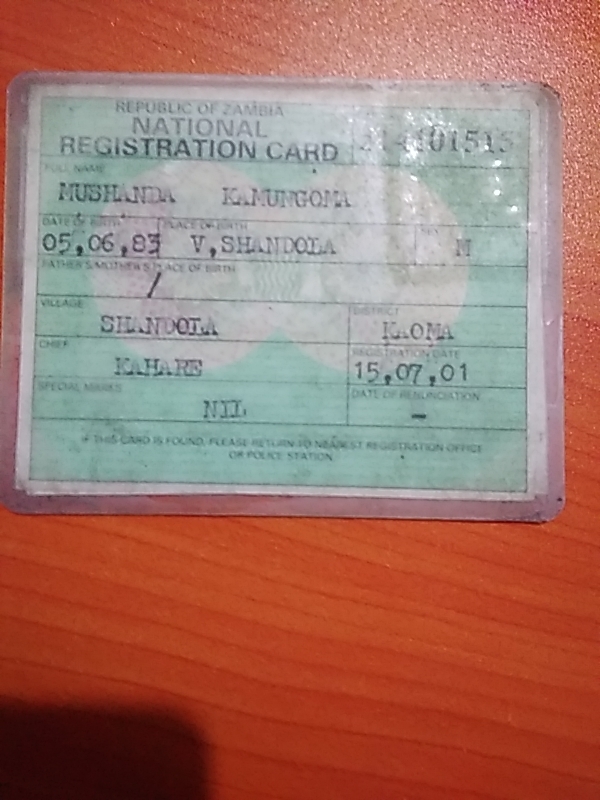 REPUBLIC OF ZAMBIA
NATIONAL
REGISTRATION CARD
FULL NAME
MUSHANDA KAMUNGOMA
DATE OF BIRTH PLACE OF BIRTH SEX
05,06,83 V,SHANDOLA M
FATHER'S/MOTHER'S PLACE OF BIRTH
/
VILLAGE DISTRICT
SHANDOLA KAOMA
CHIEF REGISTRATION DATE
KAHARE 15,07,01
SPECIAL MARKS DATE OF RENUNCIATION
NIL -
IF THIS CARD IS FOUND, PLEASE RETURN TO NEAREST REGISTRATION OFFICE
OR POLICE STATION